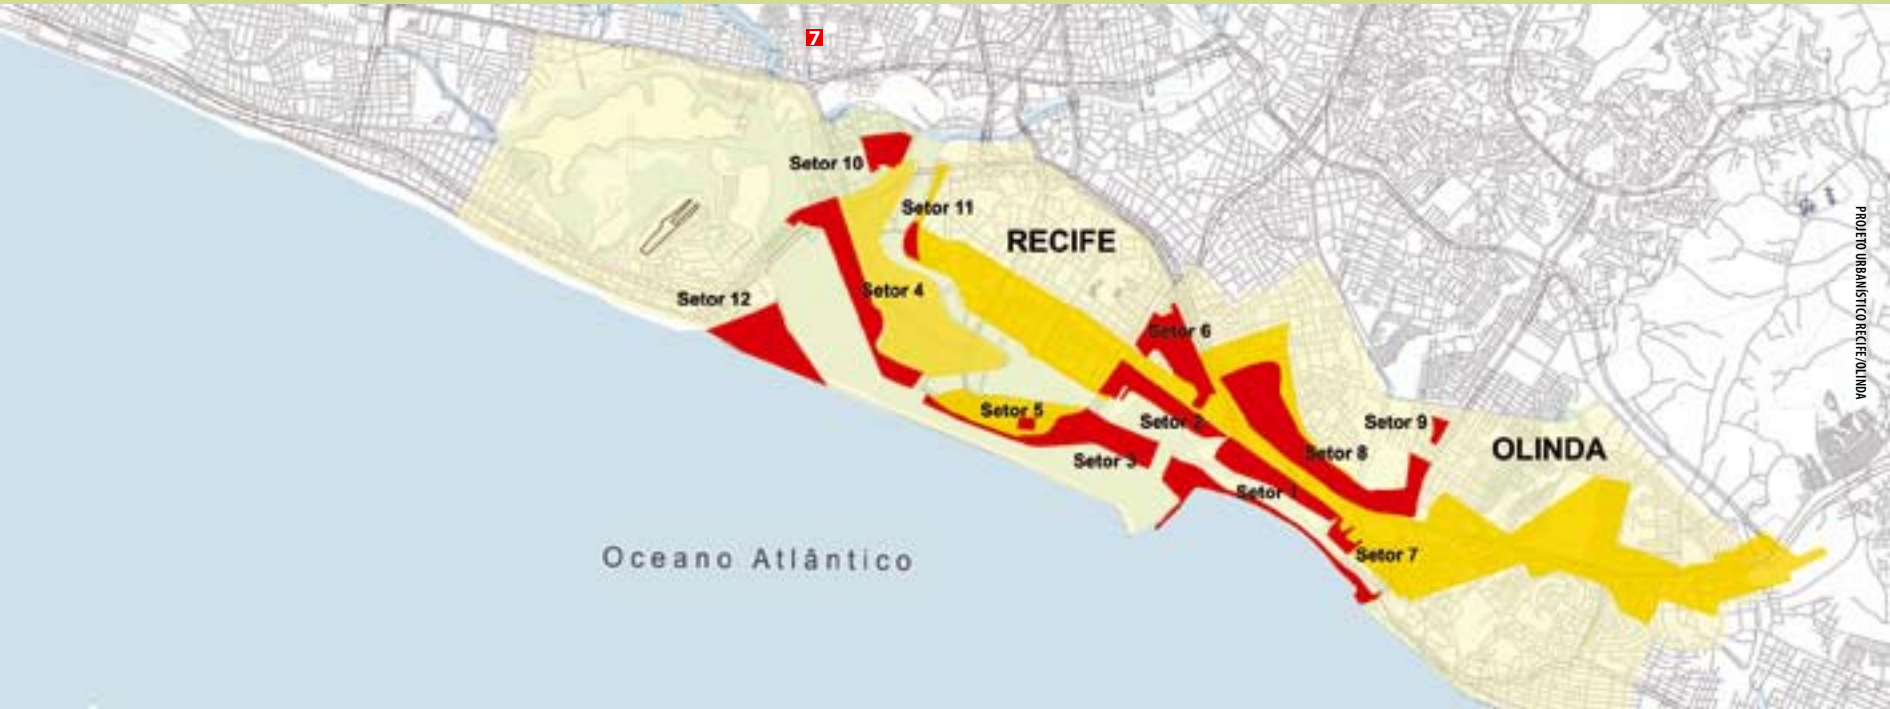 7
Setor 10
Setor 11
RECIFE
Setor 4
Setor 12
Setor 6
Setor 5
Setor 2
Setor 9
OLINDA
Setor 8
Setor 3
Setor 1
Setor 7
Oceano Atlântico
PROJETO URBANÍSTICO RECIFE/OLINDA